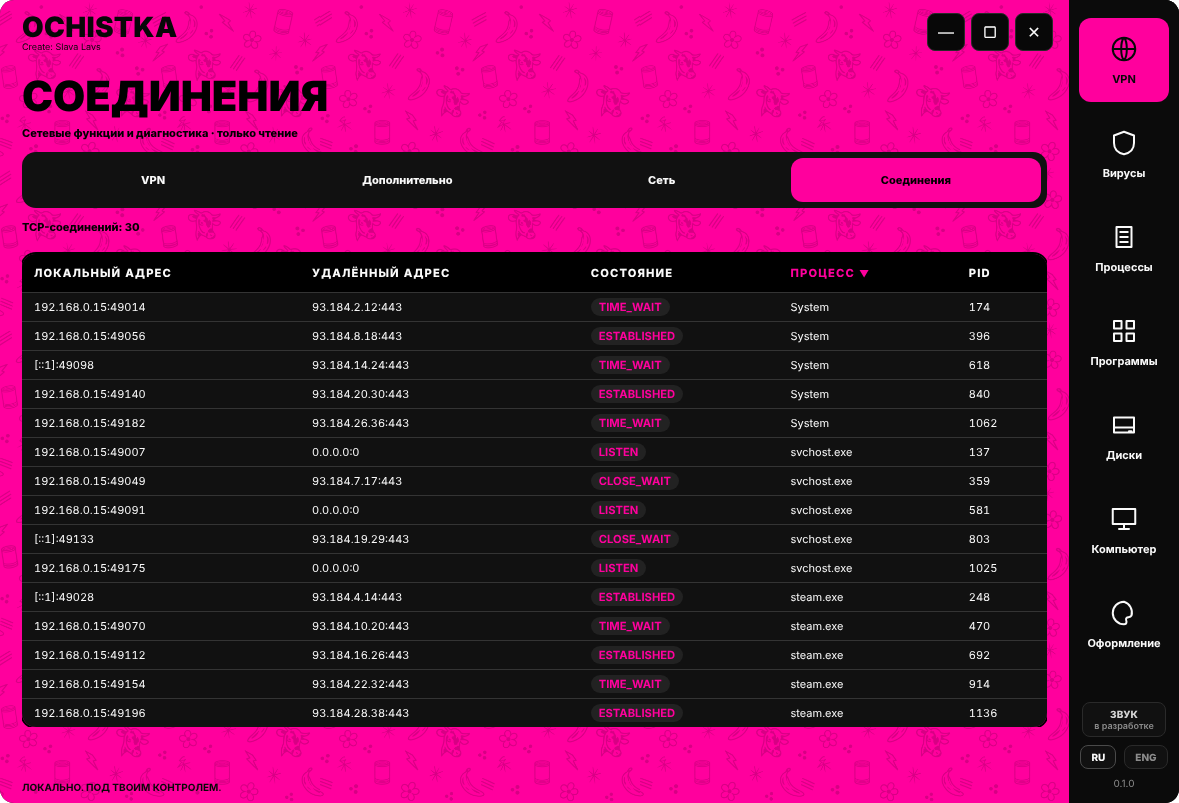 OCHISTKA
Create: Slava Lavs
СОЕДИНЕНИЯ
Сетевые функции и диагностика · только чтение
VPN Дополнительно Сеть Соединения
TCP-соединений: 30
ЛОКАЛЬНЫЙ АДРЕС УДАЛЁННЫЙ АДРЕС СОСТОЯНИЕ ПРОЦЕСС ▼ PID
192.168.0.15:49014 93.184.2.12:443 TIME_WAIT System 174
192.168.0.15:49056 93.184.8.18:443 ESTABLISHED System 396
[::1]:49098 93.184.14.24:443 TIME_WAIT System 618
192.168.0.15:49140 93.184.20.30:443 ESTABLISHED System 840
192.168.0.15:49182 93.184.26.36:443 TIME_WAIT System 1062
192.168.0.15:49007 0.0.0.0:0 LISTEN svchost.exe 137
192.168.0.15:49049 93.184.7.17:443 CLOSE_WAIT svchost.exe 359
192.168.0.15:49091 0.0.0.0:0 LISTEN svchost.exe 581
[::1]:49133 93.184.19.29:443 CLOSE_WAIT svchost.exe 803
192.168.0.15:49175 0.0.0.0:0 LISTEN svchost.exe 1025
[::1]:49028 93.184.4.14:443 ESTABLISHED steam.exe 248
192.168.0.15:49070 93.184.10.20:443 TIME_WAIT steam.exe 470
192.168.0.15:49112 93.184.16.26:443 ESTABLISHED steam.exe 692
192.168.0.15:49154 93.184.22.32:443 TIME_WAIT steam.exe 914
192.168.0.15:49196 93.184.28.38:443 ESTABLISHED steam.exe 1136
ЛОКАЛЬНО. ПОД ТВОИМ КОНТРОЛЕМ.
VPN
Вирусы
Процессы
Программы
Диски
Компьютер
Оформление
ЗВУК
в разработке
RU ENG
0.1.0